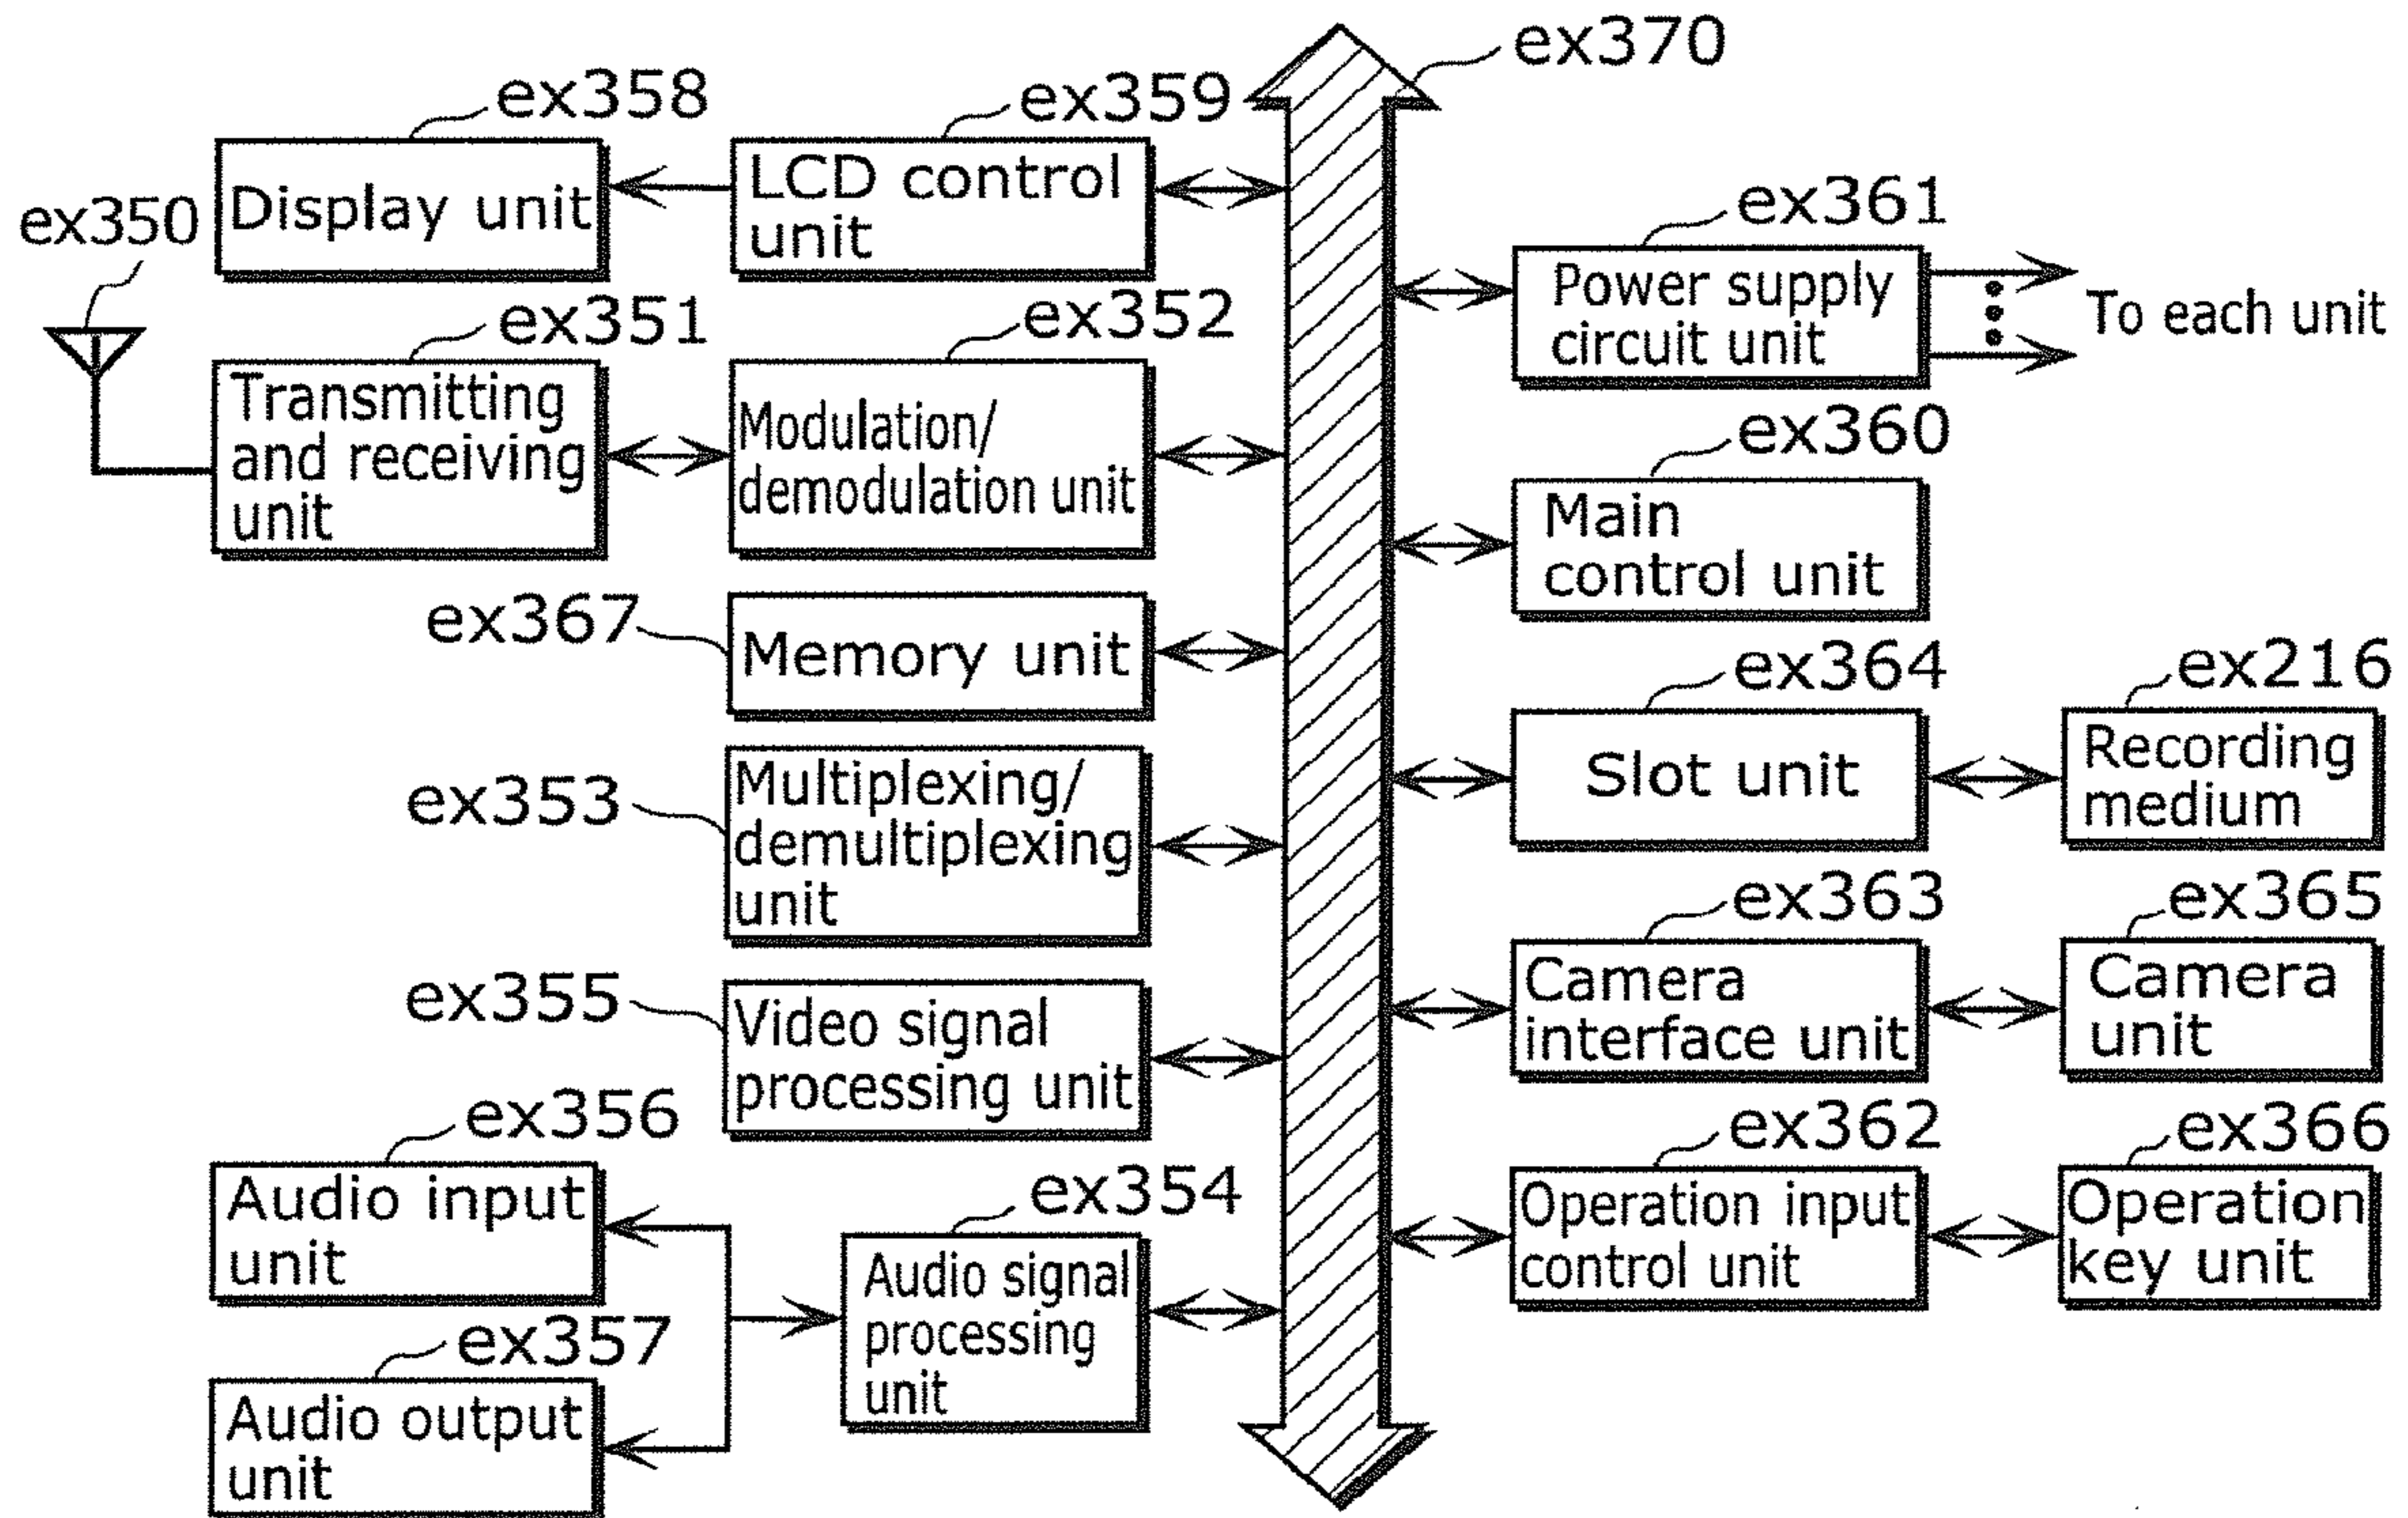 ex370
ex358
ex359
Display unit
LCD control
unit
ex350
ex361
Power supply
circuit unit
To each unit
ex351
ex352
Transmitting
and receiving
unit
Modulation/
demodulation unit
ex360
Main
control unit
ex367
Memory unit
ex364
ex216
Slot unit
Recording
medium
ex353
Multiplexing/
demultiplexing
unit
ex363
ex365
Camera
interface unit
Camera
unit
ex355
Video signal
processing unit
ex362
ex366
Operation input
control unit
Operation
key unit
ex356
Audio input
unit
ex354
Audio signal
processing
unit
ex357
Audio output
unit